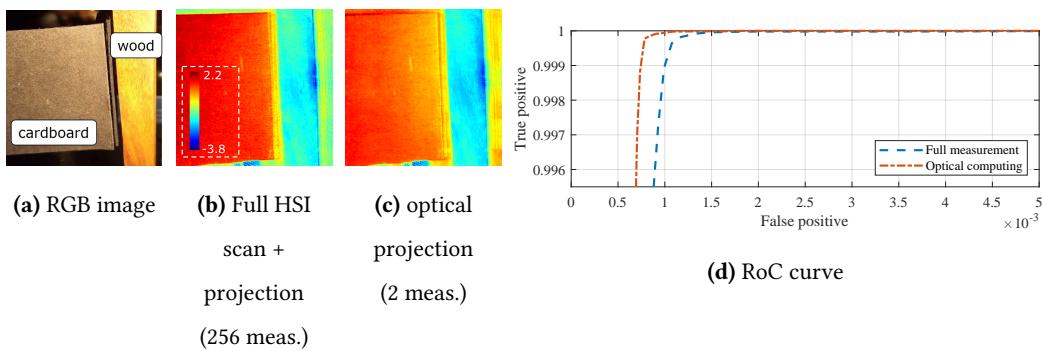 wood
cardboard
2.2
-3.8
(a) RGB image
(b) Full HSI
scan +
projection
(256 meas.)
(c) optical
projection
(2 meas.)
1
0.999
0.998
0.997
0.996
True positive
Full measurement
Optical computing
0 0.5 1 1.5 2 2.5 3 3.5 4 4.5 5
False positive
×10⁻³
(d) RoC curve